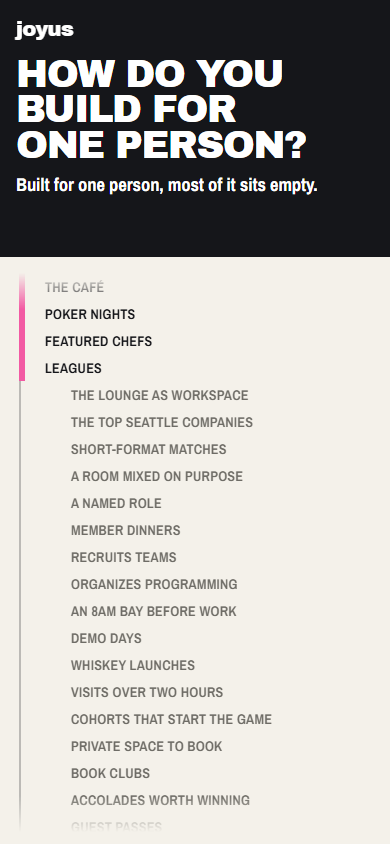 joyus
HOW DO YOU
BUILD FOR
ONE PERSON?
Built for one person, most of it sits empty.
THE CAFÉ
POKER NIGHTS
FEATURED CHEFS
LEAGUES
THE LOUNGE AS WORKSPACE
THE TOP SEATTLE COMPANIES
SHORT-FORMAT MATCHES
A ROOM MIXED ON PURPOSE
A NAMED ROLE
MEMBER DINNERS
RECRUITS TEAMS
ORGANIZES PROGRAMMING
AN 8AM BAY BEFORE WORK
DEMO DAYS
WHISKEY LAUNCHES
VISITS OVER TWO HOURS
COHORTS THAT START THE GAME
PRIVATE SPACE TO BOOK
BOOK CLUBS
ACCOLADES WORTH WINNING
GUEST PASSES